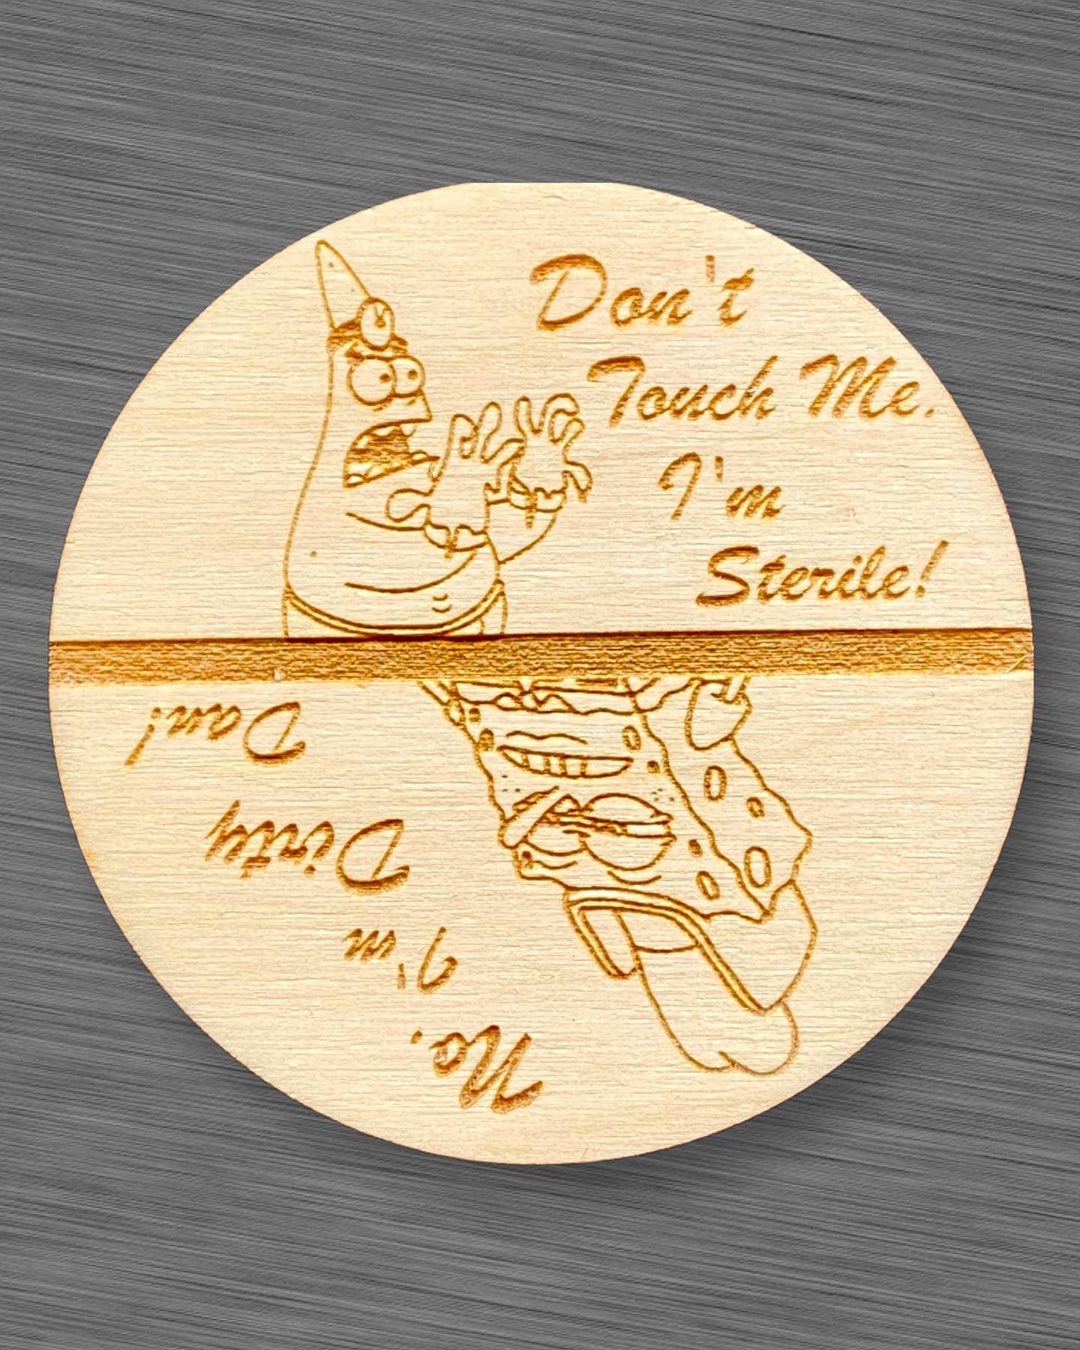 Don't
Touch Me.
I'm
Sterile!
No.
I'm
Dirty
Dan!